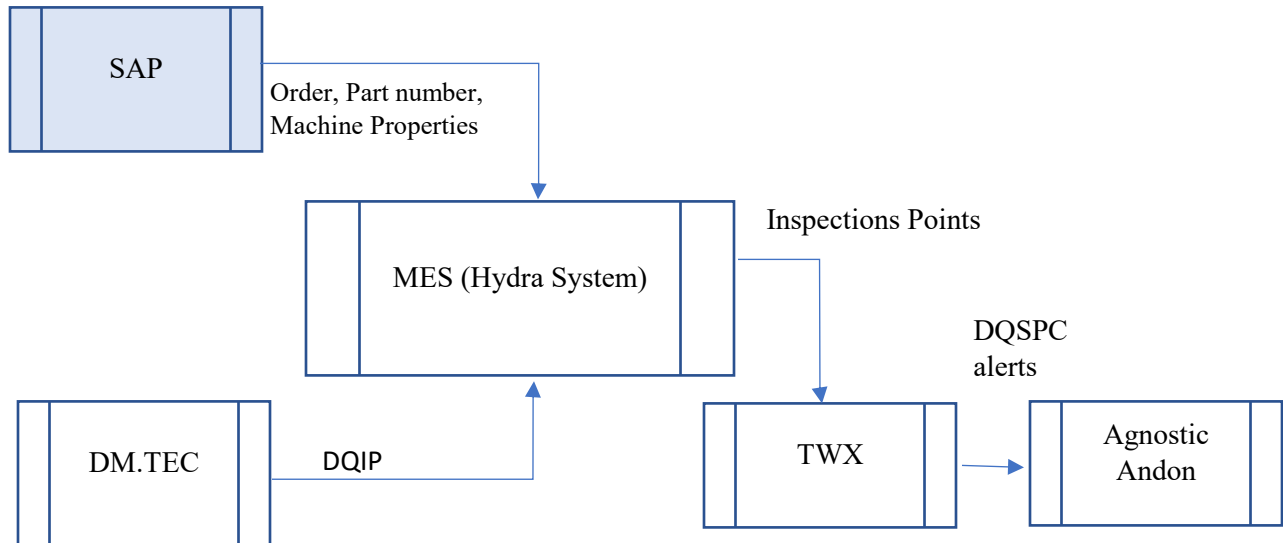 SAP
Order, Part number,
Machine Properties
MES (Hydra System)
Inspections Points
DQSPC
alerts
DM.TEC
DQIP
TWX
Agnostic
Andon